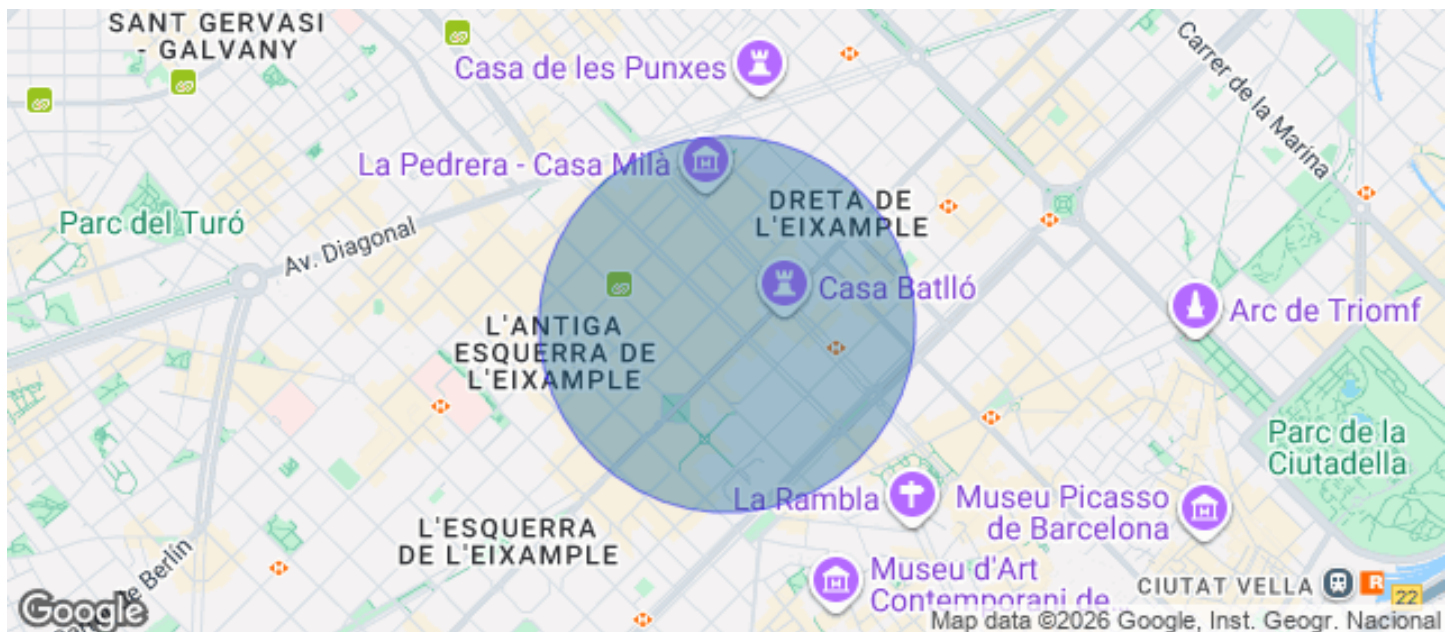 SANT GERVASI
- GALVANY
Casa de les Punxes
Carrer de la Marina
La Pedrera - Casa Milà
DRETA DE
L'EIXAMPLE
Parc del Turó
Av. Diagonal
Casa Batlló
Arc de Triomf
L'ANTIGA
ESQUERRA DE
L'EIXAMPLE
Parc de la
Ciutadella
La Rambla
Museu Picasso
de Barcelona
L'ESQUERRA
DE L'EIXAMPLE
de Berlín
Museu d'Art
Contemporani de...
CIUTAT VELLA
R
22
Google
Map data ©2026 Google, Inst. Geogr. Nacional